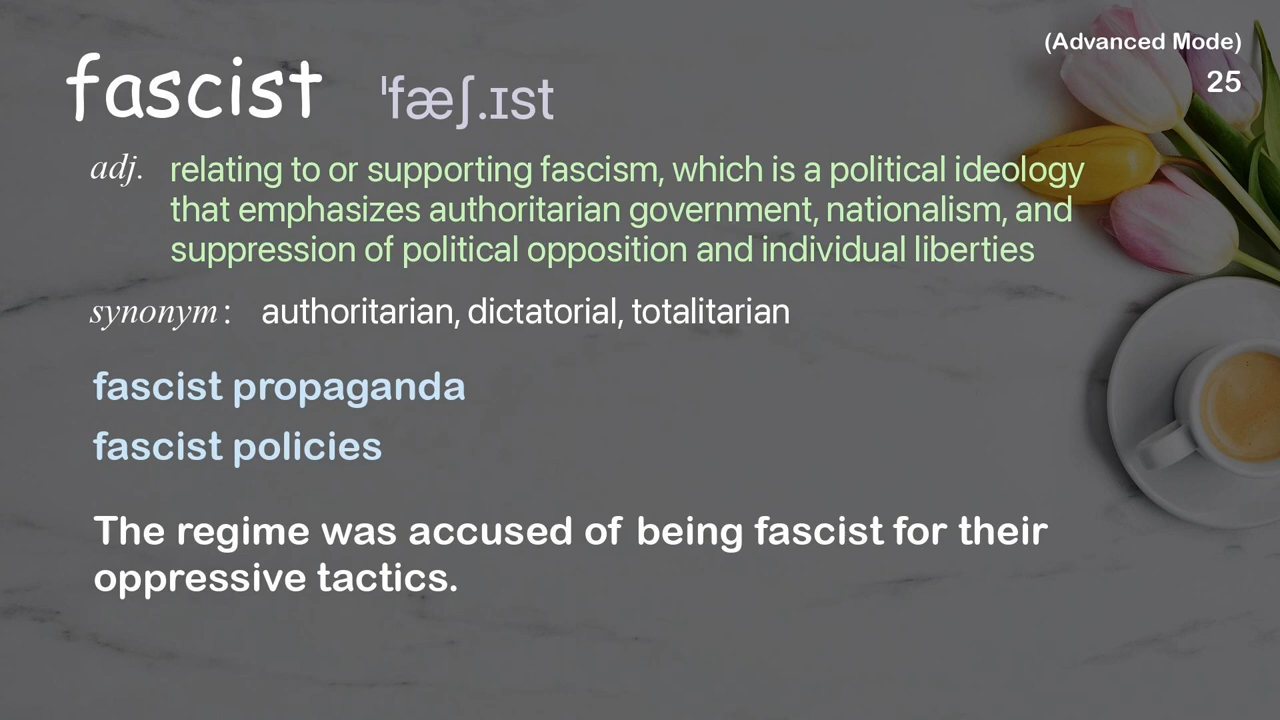 (Advanced Mode)
25
fascist ˈfæʃ.ɪst
adj. relating to or supporting fascism, which is a political ideology
that emphasizes authoritarian government, nationalism, and
suppression of political opposition and individual liberties
synonym: authoritarian, dictatorial, totalitarian
fascist propaganda
fascist policies
The regime was accused of being fascist for their
oppressive tactics.